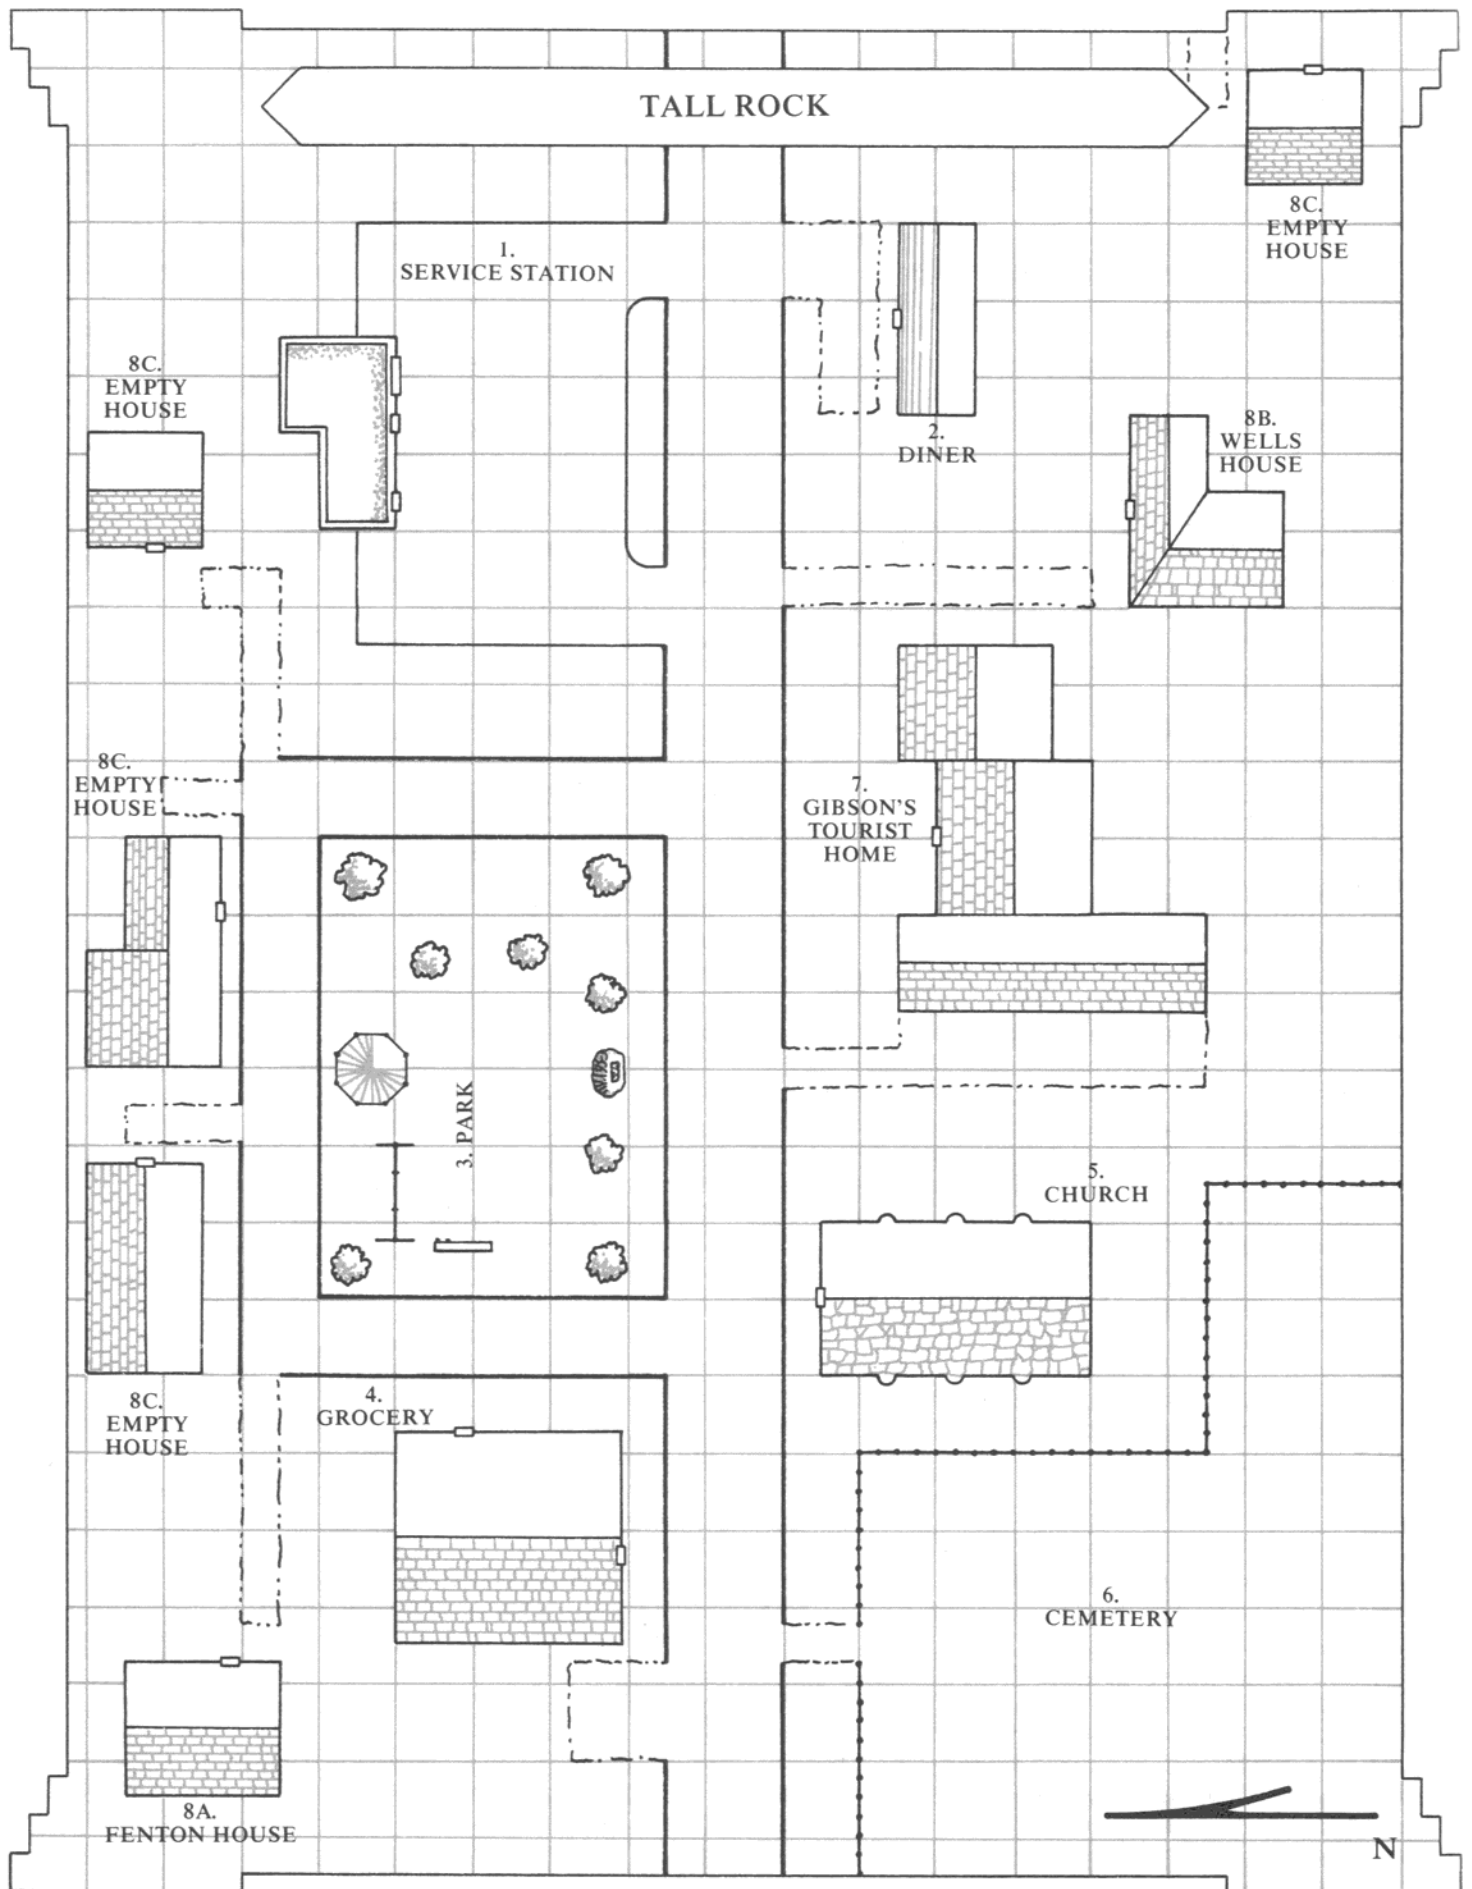 TALL ROCK
8C.
EMPTY
HOUSE
1.
SERVICE STATION
8C.
EMPTY
HOUSE
2.
DINER
8B.
WELLS
HOUSE
8C.
EMPTY
HOUSE
7.
GIBSON'S
TOURIST
HOME
3. PARK
5.
CHURCH
8C.
EMPTY
HOUSE
4.
GROCERY
6.
CEMETERY
8A.
FENTON HOUSE
N